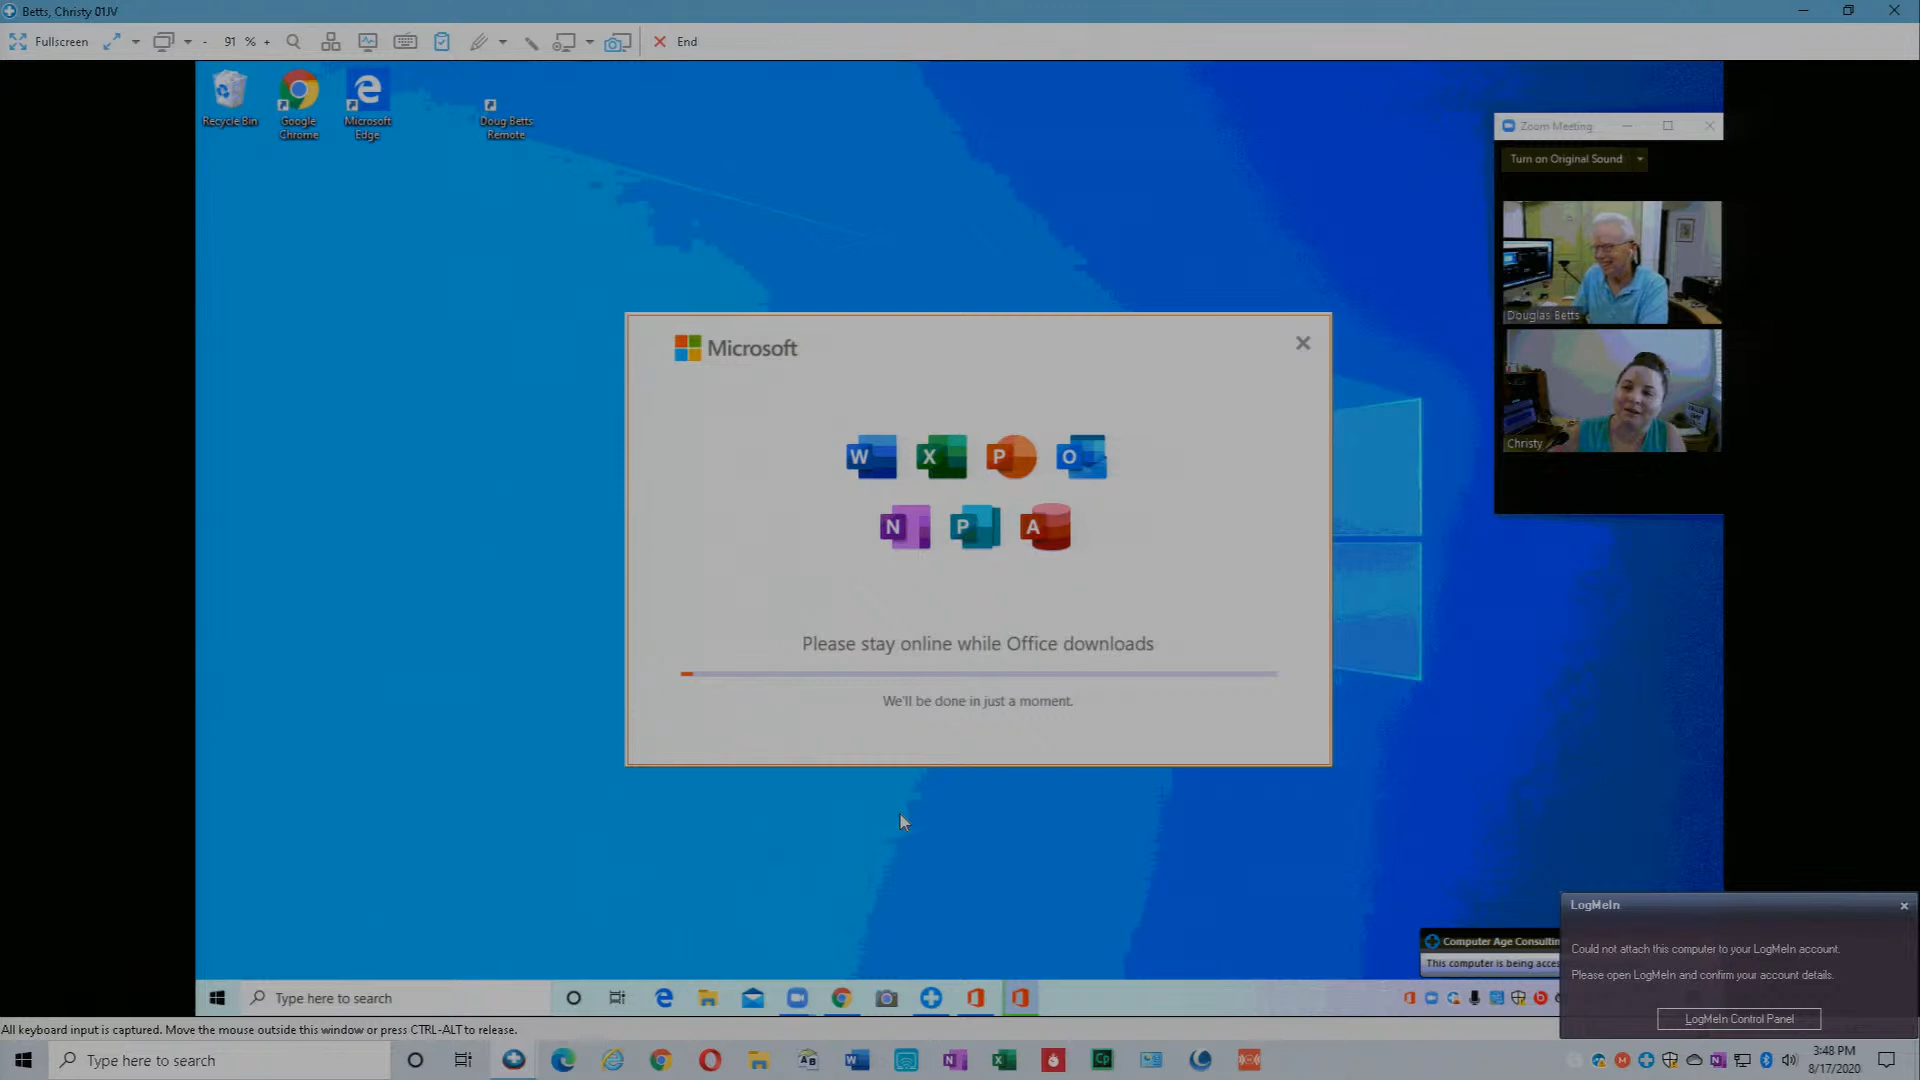 Betts, Christy 01JV
Fullscreen
- 91 % +
End
Recycle Bin
Google
Chrome
Microsoft
Edge
Doug Betts
Remote
Zoom Meeting
Turn on Original Sound
Douglas Betts
Christy
Microsoft
W X P O
N P A
Please stay online while Office downloads
We'll be done in just a moment.
LogMeIn
Could not attach this computer to your LogMeIn account.
Please open LogMeIn and confirm your account details.
LogMeIn Control Panel
Computer Age Consultin
This computer is being acce
Type here to search
All keyboard input is captured. Move the mouse outside this window or press CTRL-ALT to release.
Type here to search
3:48 PM
8/17/2020